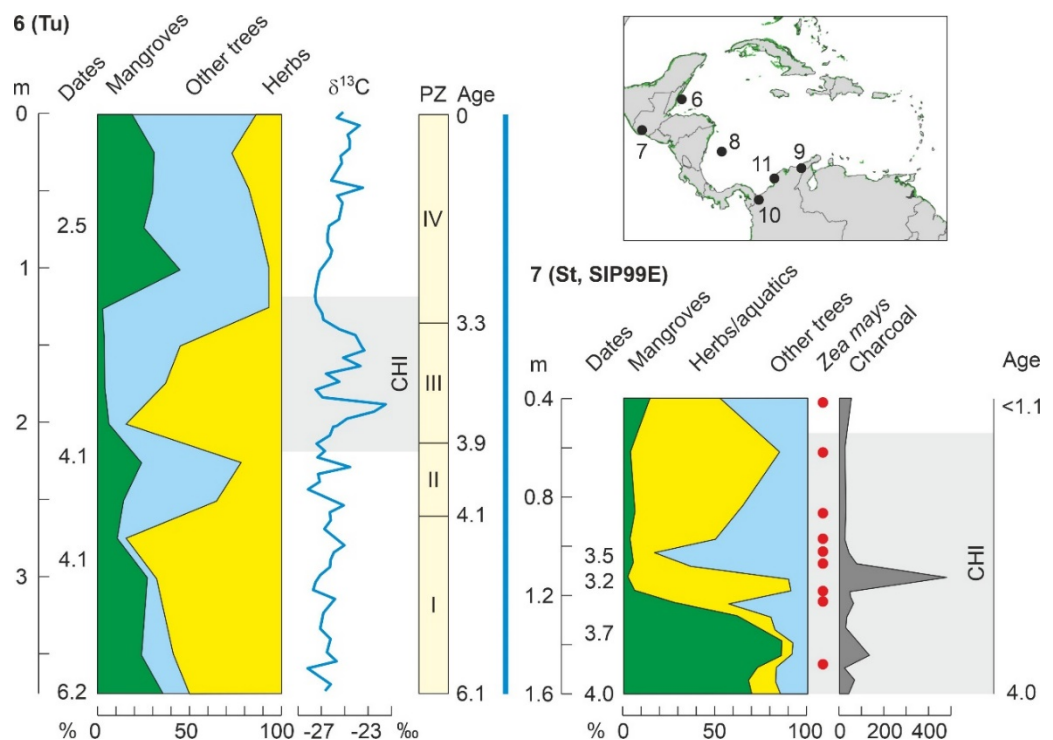 6 (Tu)
m
Dates
Mangroves
Other trees
Herbs
δ13C
PZ
Age
0
1
2
3
2.5
4.1
4.1
6.2
% 0 50 100
-27 -23 ‰
CHI
IV
III
II
I
0
3.3
3.9
4.1
6.1
6
7
8
9
10
11
7 (St, SIP99E)
m
Dates
Mangroves
Herbs/aquatics
Other trees
Zea mays
Charcoal
Age
0.4
0.8
1.2
1.6
3.5
3.2
3.7
4.0
% 0 50 100
0 200 400
CHI
<1.1
4.0